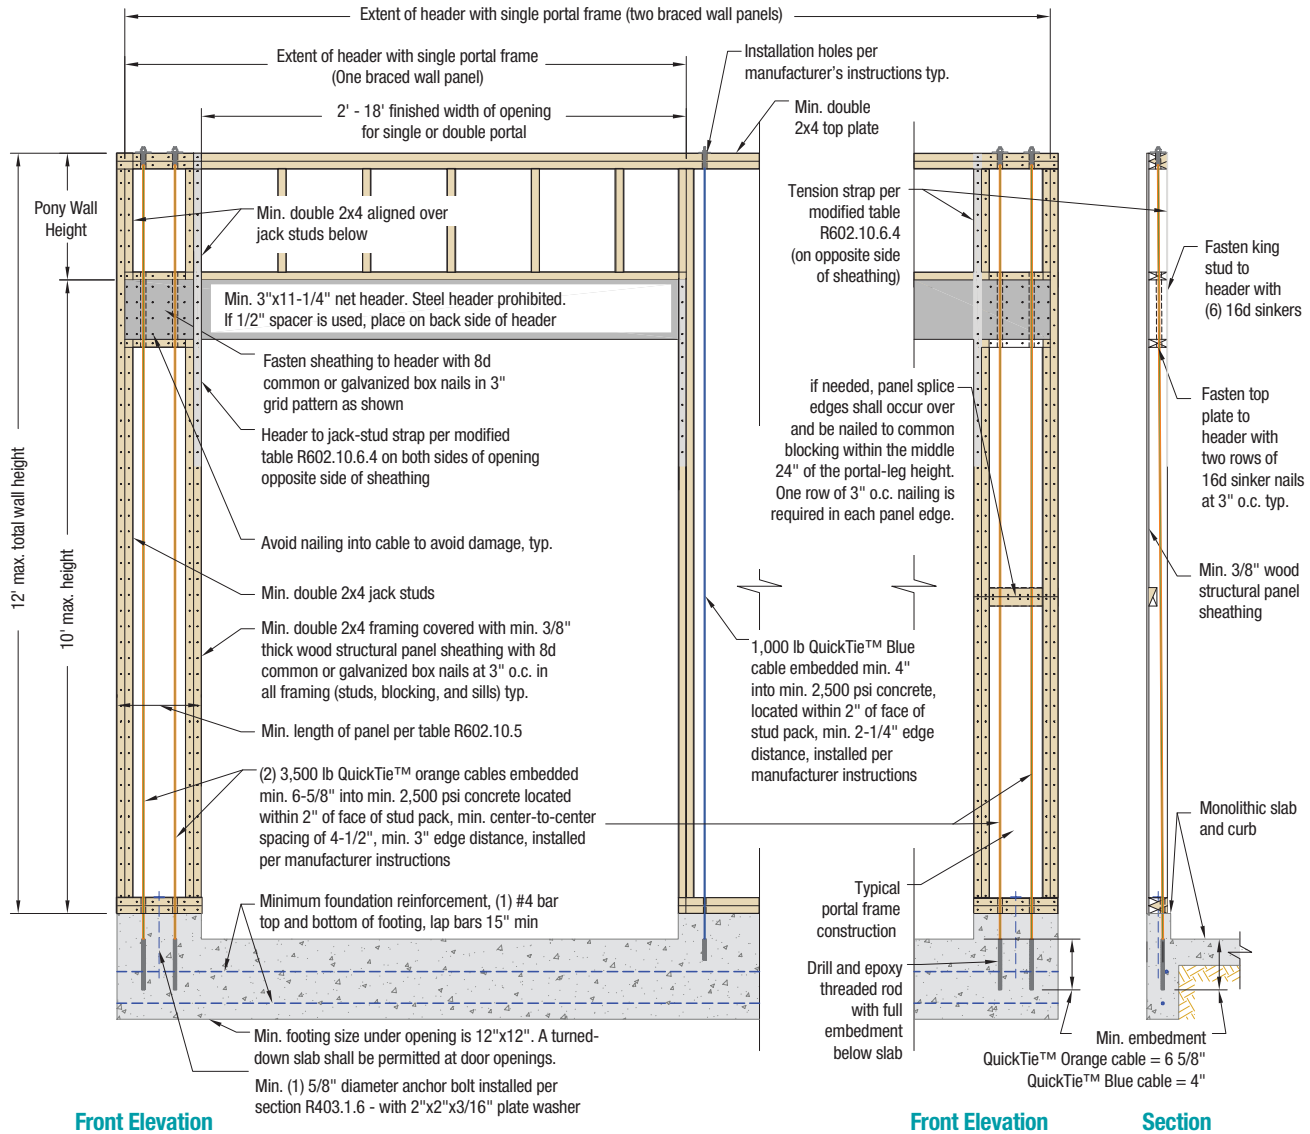 Extent of header with single portal frame (two braced wall panels)
Extent of header with single portal frame
(One braced wall panel)
2' - 18' finished width of opening
for single or double portal
Installation holes per
manufacturer's instructions typ.
Min. double
2x4 top plate
Pony Wall
Height
Min. double 2x4 aligned over
jack studs below
Tension strap per
modified table
R602.10.6.4
(on opposite side
of sheathing)
Fasten king
stud to
header with
(6) 16d sinkers
Min. 3"x11-1/4" net header. Steel header prohibited.
If 1/2" spacer is used, place on back side of header
Fasten sheathing to header with 8d
common or galvanized box nails in 3"
grid pattern as shown
Header to jack-stud strap per modified
table R602.10.6.4 on both sides of opening
opposite side of sheathing
if needed, panel splice
edges shall occur over
and be nailed to common
blocking within the middle
24" of the portal-leg height.
One row of 3" o.c. nailing is
required in each panel edge.
Fasten top
plate to
header with
two rows of
16d sinker nails
at 3" o.c. typ.
12' max. total wall height
10' max. height
Avoid nailing into cable to avoid damage, typ.
Min. double 2x4 jack studs
Min. 3/8" wood
structural panel
sheathing
Min. double 2x4 framing covered with min. 3/8"
thick wood structural panel sheathing with 8d
common or galvanized box nails at 3" o.c. in
all framing (studs, blocking, and sills) typ.
1,000 lb QuickTie™ Blue
cable embedded min. 4"
into min. 2,500 psi concrete,
located within 2" of face of
stud pack, min. 2-1/4" edge
distance, installed per
manufacturer instructions
Min. length of panel per table R602.10.5
(2) 3,500 lb QuickTie™ orange cables embedded
min. 6-5/8" into min. 2,500 psi concrete located
within 2" of face of stud pack, min. center-to-center
spacing of 4-1/2", min. 3" edge distance, installed
per manufacturer instructions
Monolithic slab
and curb
Minimum foundation reinforcement, (1) #4 bar
top and bottom of footing, lap bars 15" min
Typical
portal frame
construction
Drill and epoxy
threaded rod
with full
embedment
below slab
Min. footing size under opening is 12"x12". A turned-
down slab shall be permitted at door openings.
Min. (1) 5/8" diameter anchor bolt installed per
section R403.1.6 - with 2"x2"x3/16" plate washer
Min. embedment
QuickTie™ Orange cable = 6 5/8"
QuickTie™ Blue cable = 4"
Front Elevation
Front Elevation
Section